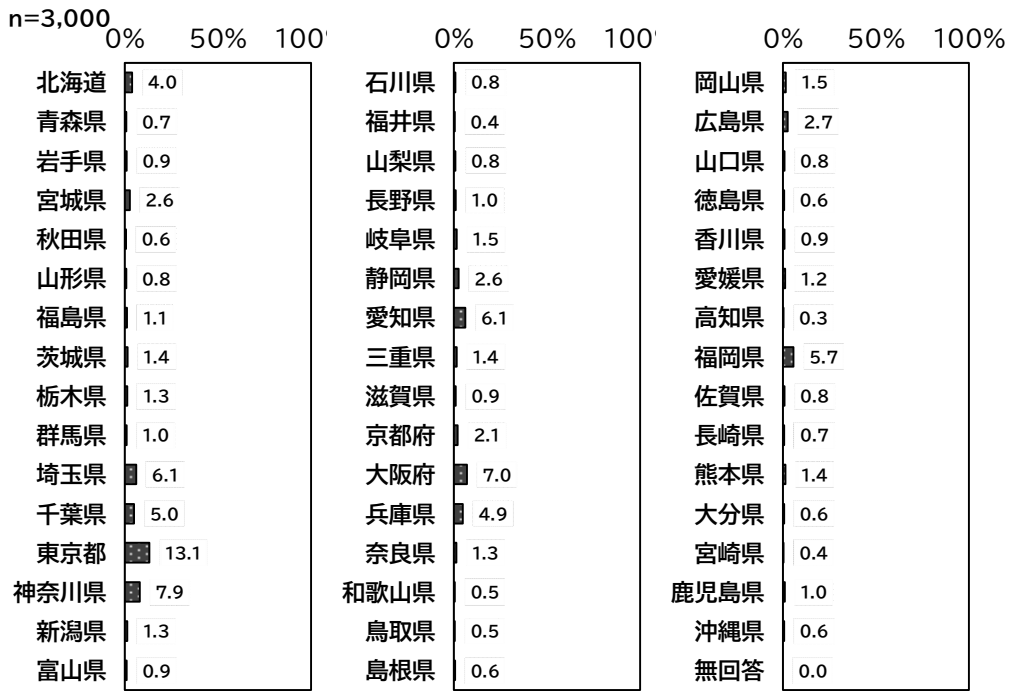 n=3,000
0% 50% 100%
北海道 4.0
青森県 0.7
岩手県 0.9
宮城県 2.6
秋田県 0.6
山形県 0.8
福島県 1.1
茨城県 1.4
栃木県 1.3
群馬県 1.0
埼玉県 6.1
千葉県 5.0
東京都 13.1
神奈川県 7.9
新潟県 1.3
富山県 0.9
0% 50% 100%
石川県 0.8
福井県 0.4
山梨県 0.8
長野県 1.0
岐阜県 1.5
静岡県 2.6
愛知県 6.1
三重県 1.4
滋賀県 0.9
京都府 2.1
大阪府 7.0
兵庫県 4.9
奈良県 1.3
和歌山県 0.5
鳥取県 0.5
島根県 0.6
0% 50% 100%
岡山県 1.5
広島県 2.7
山口県 0.8
徳島県 0.6
香川県 0.9
愛媛県 1.2
高知県 0.3
福岡県 5.7
佐賀県 0.8
長崎県 0.7
熊本県 1.4
大分県 0.6
宮崎県 0.4
鹿児島県 1.0
沖縄県 0.6
無回答 0.0